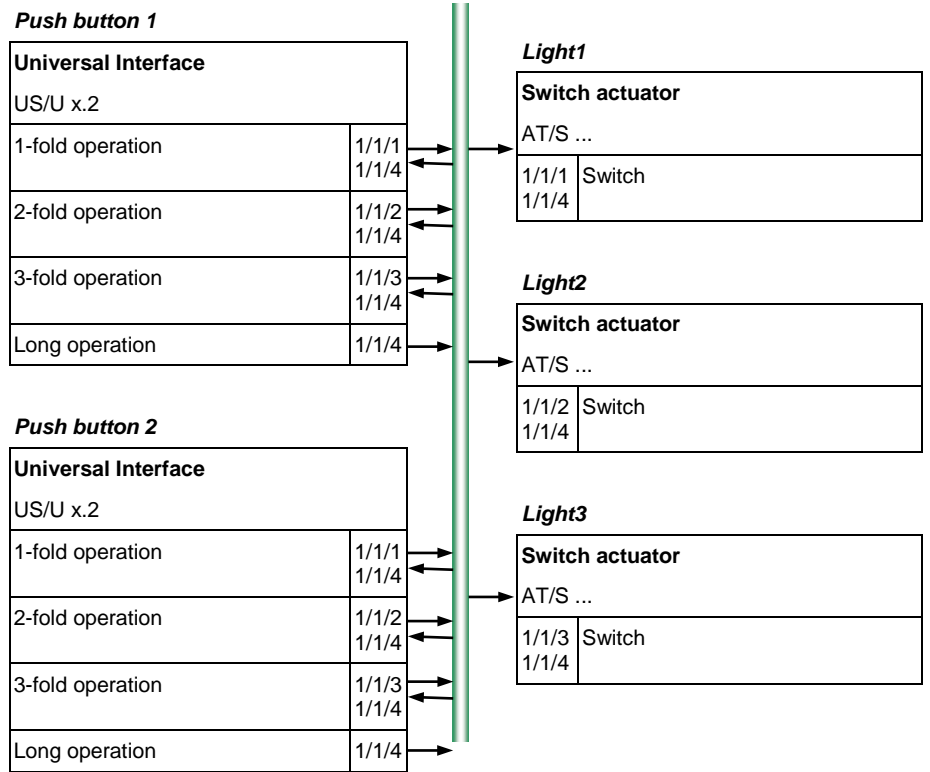 Push button 1
Universal Interface
US/U x.2
1-fold operation 1/1/1
1/1/4
2-fold operation 1/1/2
1/1/4
3-fold operation 1/1/3
1/1/4
Long operation 1/1/4
Push button 2
Universal Interface
US/U x.2
1-fold operation 1/1/1
1/1/4
2-fold operation 1/1/2
1/1/4
3-fold operation 1/1/3
1/1/4
Long operation 1/1/4
Light1
Switch actuator
AT/S ...
1/1/1 Switch
1/1/4
Light2
Switch actuator
AT/S ...
1/1/2 Switch
1/1/4
Light3
Switch actuator
AT/S ...
1/1/3 Switch
1/1/4